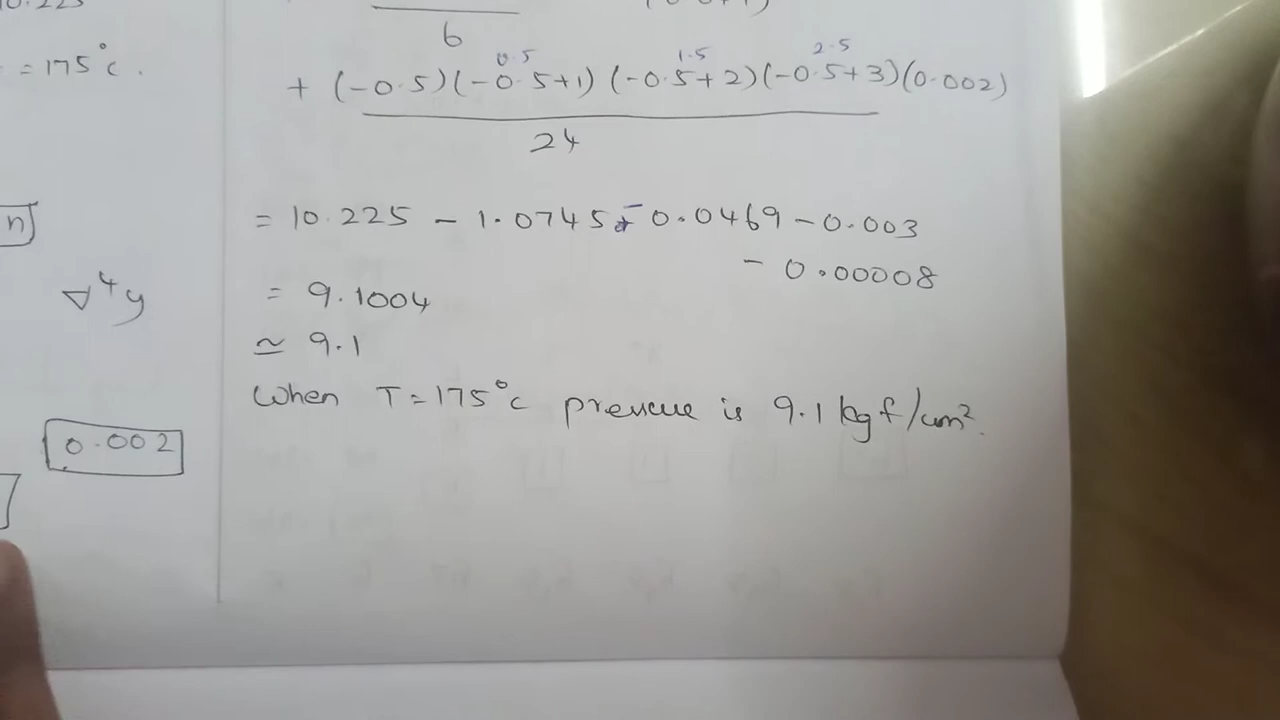 = 175°c.
6
0.5 1.5 2.5
+ (-0.5)(-0.5+1)(-0.5+2)(-0.5+3)(0.002)
24
n
= 10.225 - 1.0745 - 0.0469 - 0.003
- 0.00008
∇⁴y
= 9.1004
≃ 9.1
When T = 175°c pressure is 9.1 kgf/cm².
0.002